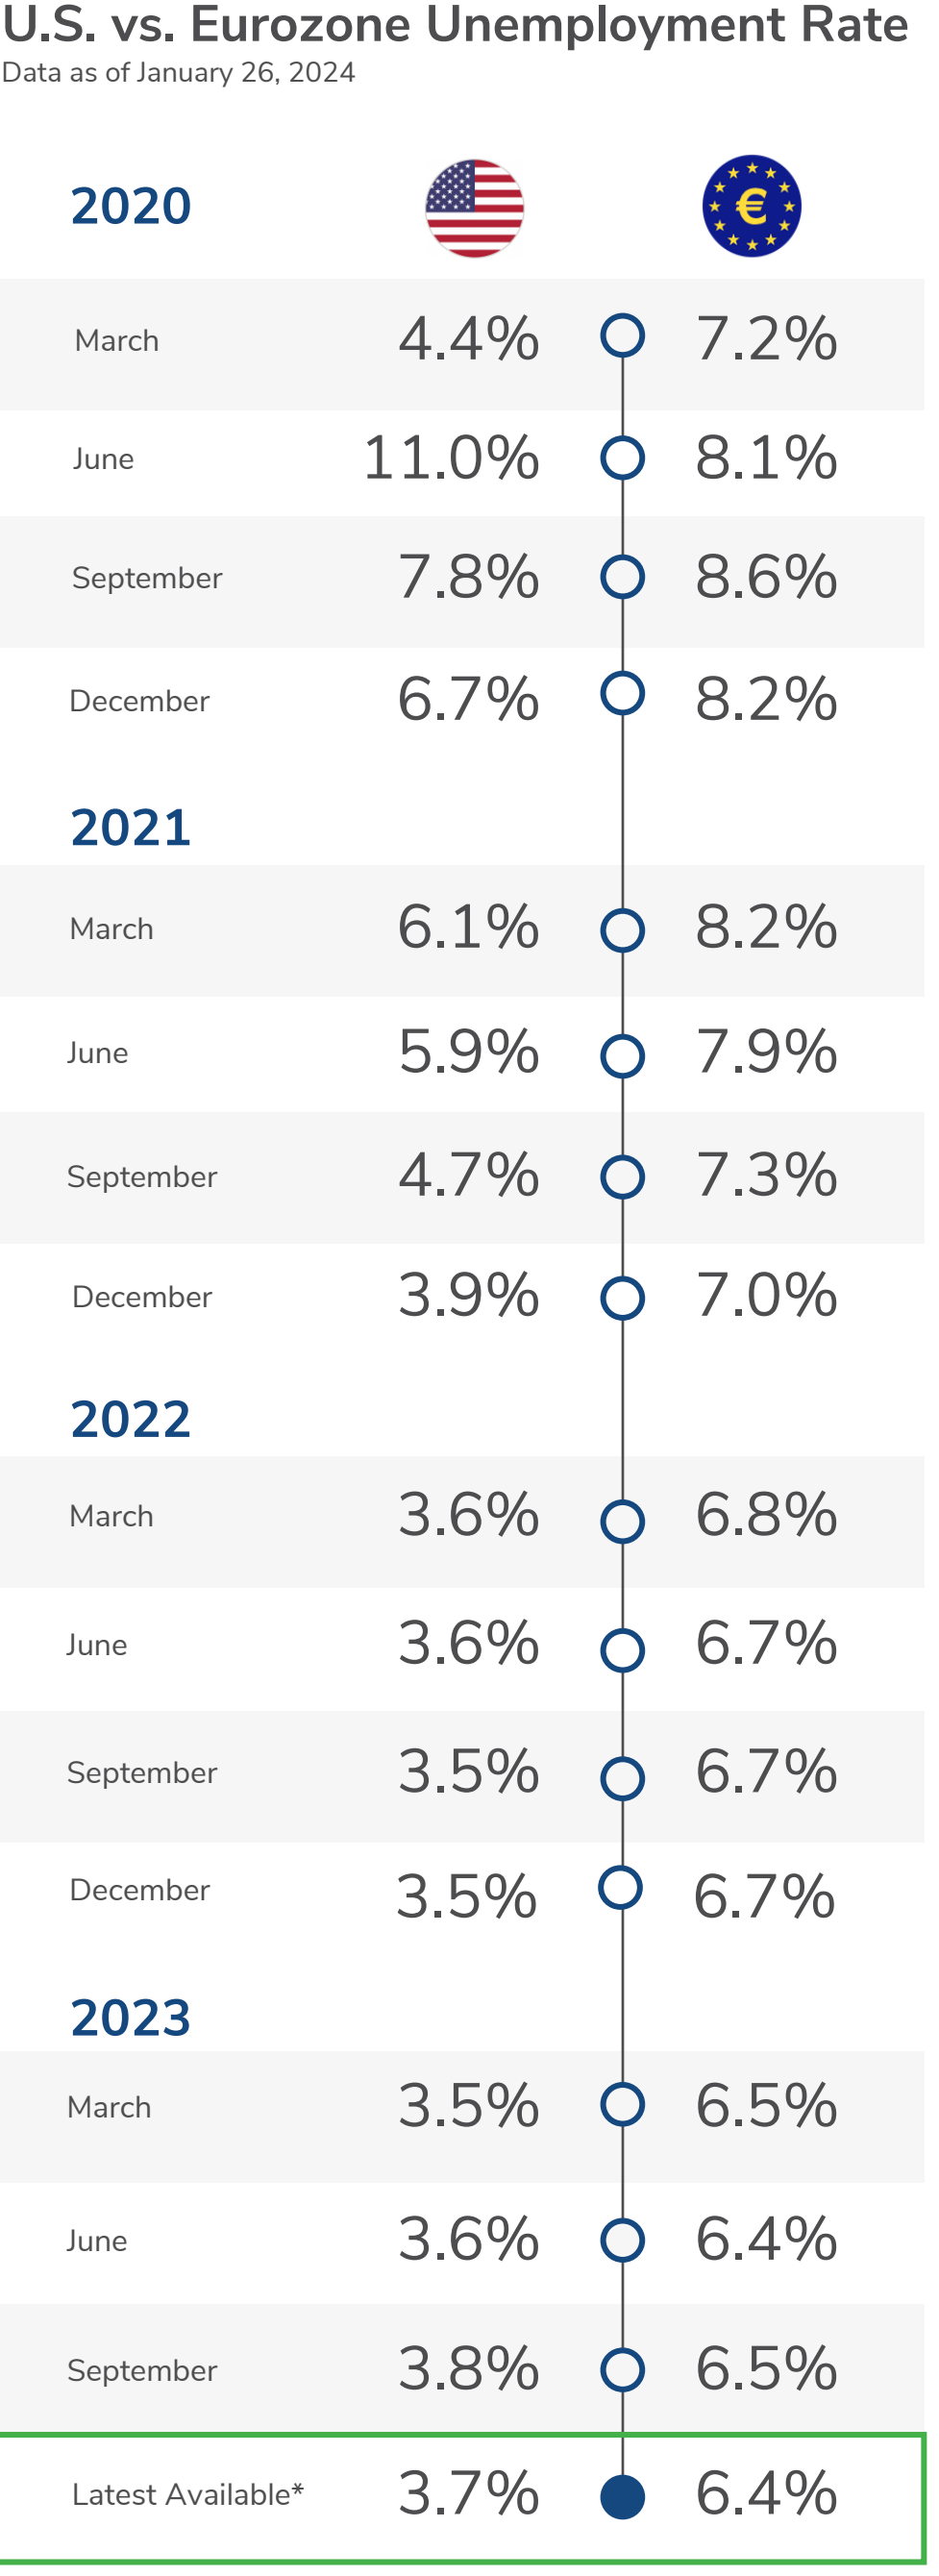 U.S. vs. Eurozone Unemployment Rate
Data as of January 26, 2024
2020
€
March 4.4% 7.2%
June 11.0% 8.1%
September 7.8% 8.6%
December 6.7% 8.2%
2021
March 6.1% 8.2%
June 5.9% 7.9%
September 4.7% 7.3%
December 3.9% 7.0%
2022
March 3.6% 6.8%
June 3.6% 6.7%
September 3.5% 6.7%
December 3.5% 6.7%
2023
March 3.5% 6.5%
June 3.6% 6.4%
September 3.8% 6.5%
Latest Available* 3.7% 6.4%